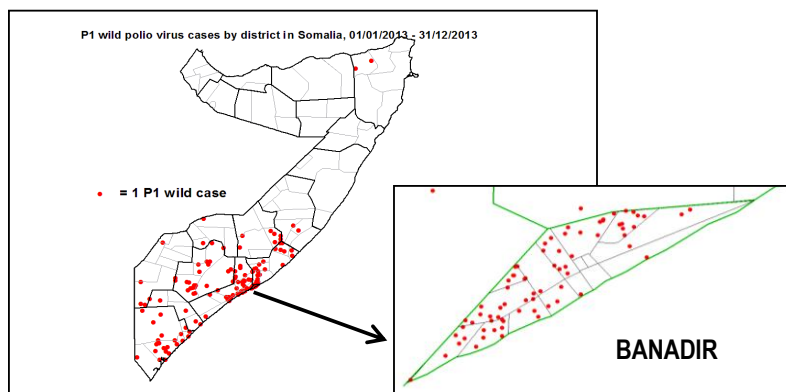 P1 wild polio virus cases by district in Somalia, 01/01/2013 - 31/12/2013
= 1 P1 wild case
BANADIR